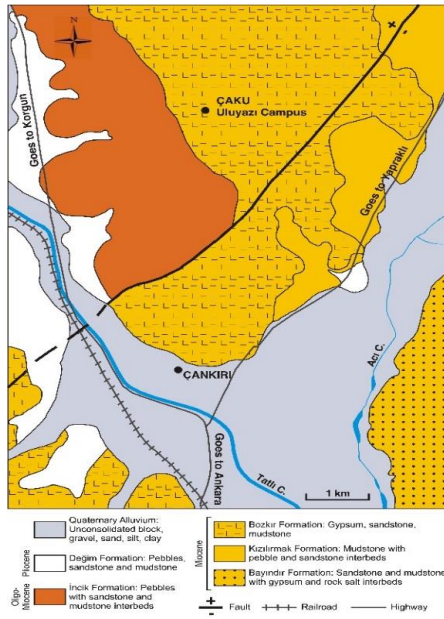 N
+
-
ÇAKU
Uluyazı Campus
Goes to Korgun
Goes to Yapraklı
ÇANKIRI
Acı Ç.
Goes to Ankara
Tatlı Ç.
1 km
Quaternary Alluvium:
Unconsolidated block,
gravel, sand, silt, clay
Pliocene
Değim Formation: Pebbles,
sandstone and mudstone
Oligo-
Miocene
İncik Formation: Pebbles
with sandstone and
mudstone interbeds
Miocene
Bozkır Formation: Gypsum, sandstone,
mudstone
Kızılırmak Formation: Mudstone with
pebble and sandstone interbeds
Bayındır Formation: Sandstone and mudstone
with gypsum and rock salt interbeds
+
-
Fault
Railroad
Highway